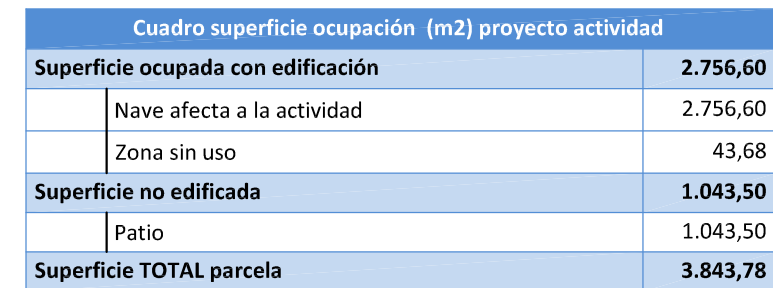 Cuadro superficie ocupación (m2) proyecto actividad
Superficie ocupada con edificación 2.756,60
Nave afecta a la actividad 2.756,60
Zona sin uso 43,68
Superficie no edificada 1.043,50
Patio 1.043,50
Superficie TOTAL parcela 3.843,78